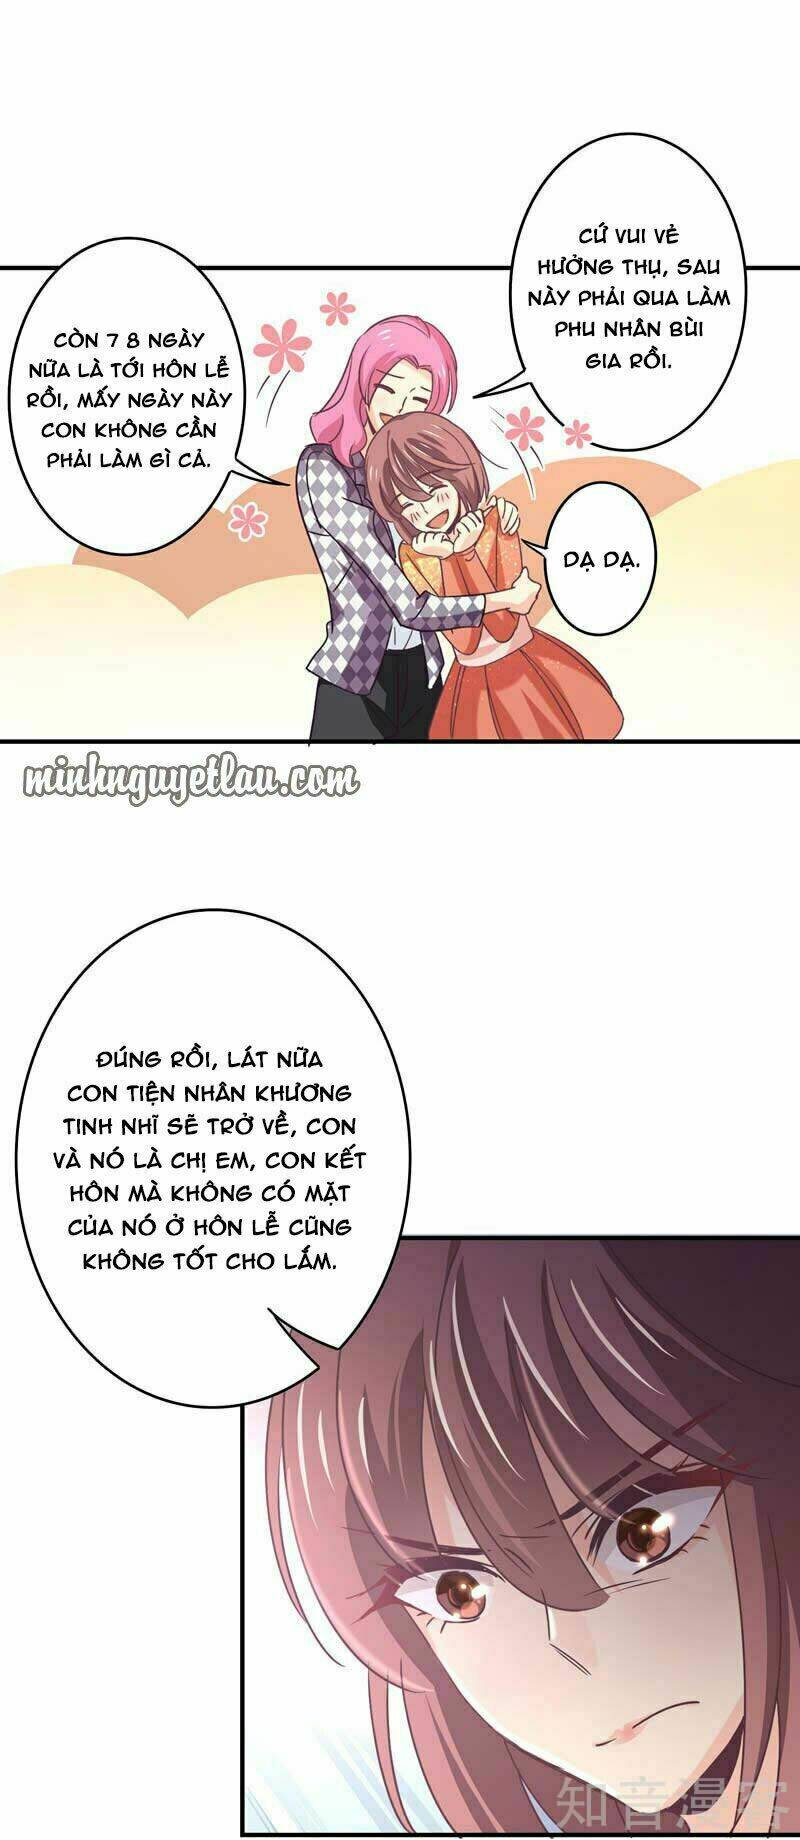 CÒN 7 8 NGÀY
NỮA LÀ TỚI HÔN LỄ
RỒI, MẤY NGÀY NÀY
CON KHÔNG CẦN
PHẢI LÀM GÌ CẢ.
CỨ VUI VẺ
HƯỞNG THỤ, SAU
NÀY PHẢI QUA LÀM
PHU NHÂN BÙI
GIA RỒI.
DẠ DẠ.
minhnguyetlau.com
ĐÚNG RỒI, LÁT NỮA
CON TIỆN NHÂN KHƯƠNG
TINH NHĨ SẼ TRỞ VỀ, CON
VÀ NÓ LÀ CHỊ EM, CON KẾT
HÔN MÀ KHÔNG CÓ MẶT
CỦA NÓ Ở HÔN LỄ CŨNG
KHÔNG TỐT CHO LẮM.
知音漫客